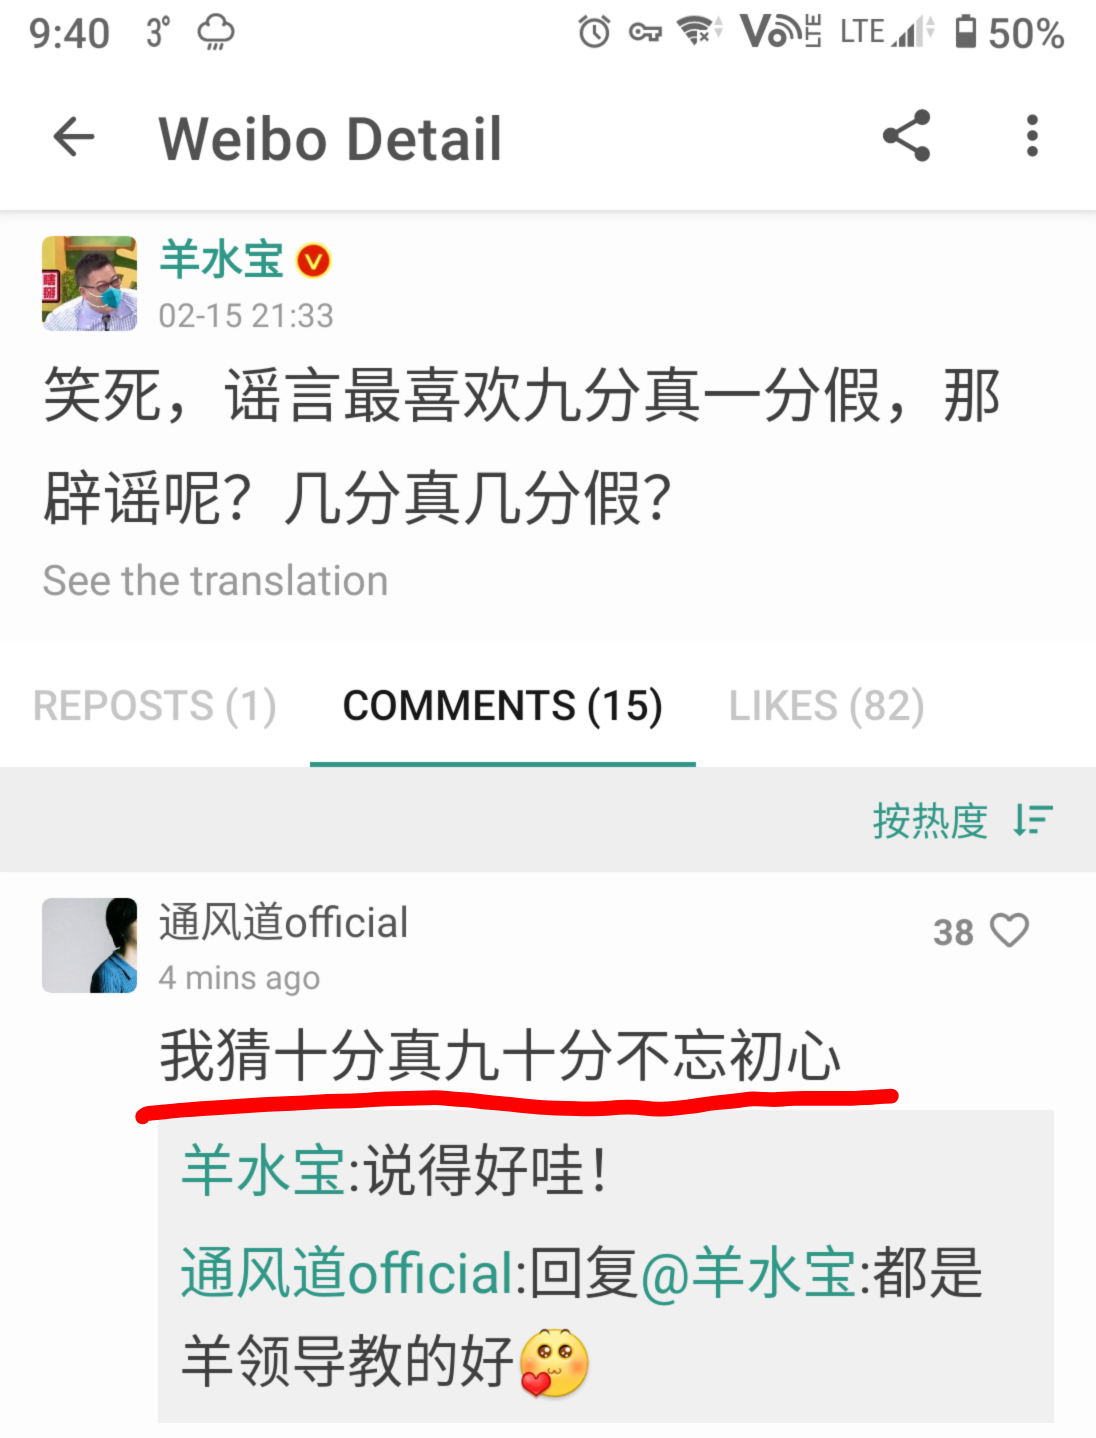 9:40 3° VoLTE LTE 50%
Weibo Detail
羊水宝
02-15 21:33
笑死，谣言最喜欢九分真一分假，那
辟谣呢？几分真几分假？
See the translation
REPOSTS (1) COMMENTS (15) LIKES (82)
按热度
通风道official
38
4 mins ago
我猜十分真九十分不忘初心
羊水宝:说得好哇！
通风道official:回复@羊水宝:都是
羊领导教的好